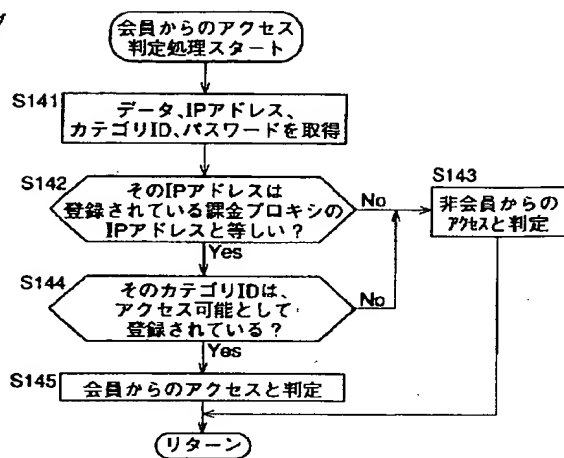 会員からのアクセス
判定処理スタート
S141
データ、IPアドレス、
カテゴリID、パスワードを取得
S142
そのIPアドレスは
登録されている課金プロキシの
IPアドレスと等しい?
No
Yes
S143
非会員からの
アクセスと判定
S144
そのカテゴリIDは、
アクセス可能として
登録されている?
No
Yes
S145
会員からのアクセスと判定
リターン